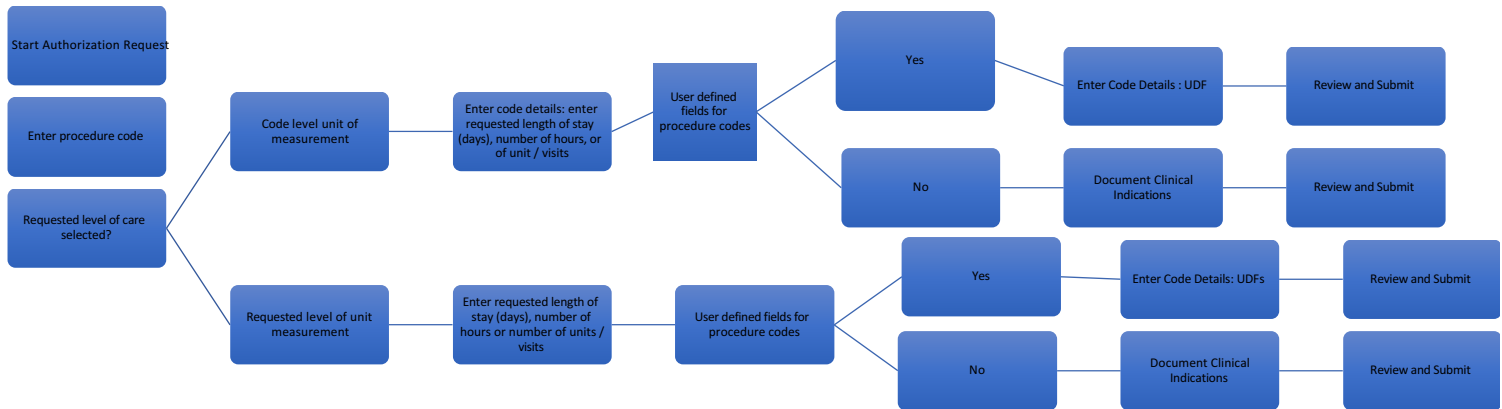 Start Authorization Request
Enter procedure code
Requested level of care
selected?
Code level unit of
measurement
Enter code details: enter
requested length of stay
(days), number of hours, or
of unit / visits
User defined
fields for
procedure codes
Yes
Enter Code Details : UDF
Review and Submit
No
Document Clinical
Indications
Review and Submit
Requested level of unit
measurement
Enter requested length of
stay (days), number of
hours or number of units /
visits
User defined fields for
procedure codes
Yes
Enter Code Details: UDFs
Review and Submit
No
Document Clinical
Indications
Review and Submit